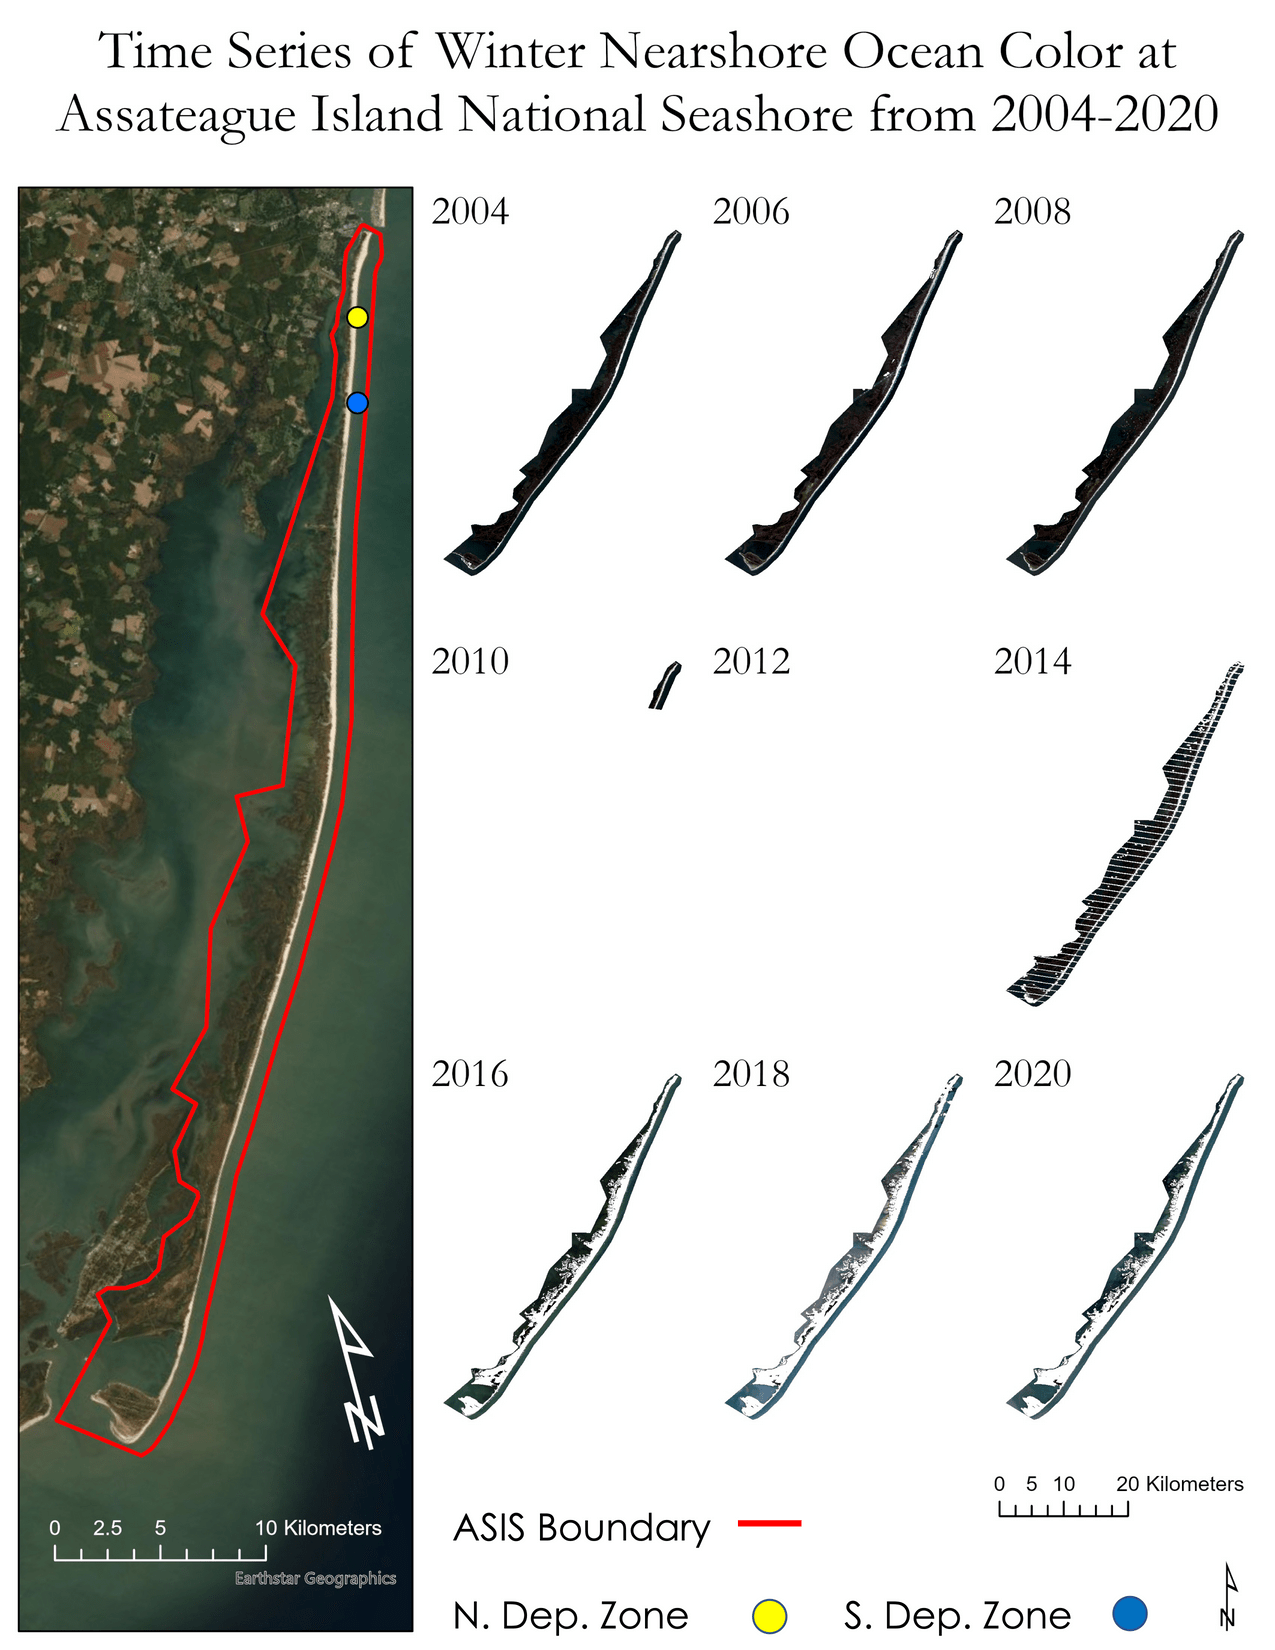 Time Series of Winter Nearshore Ocean Color at
Assateague Island National Seashore from 2004-2020
2004
2006
2008
2010
2012
2014
2016
2018
2020
N
0 2.5 5 10 Kilometers
Earthstar Geographics
0 5 10 20 Kilometers
ASIS Boundary
N. Dep. Zone
S. Dep. Zone
N